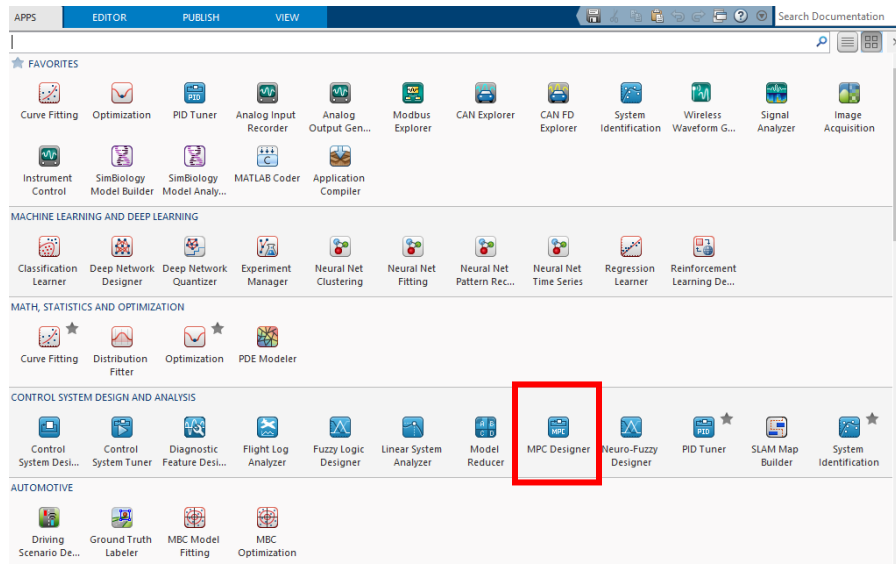 APPS EDITOR PUBLISH VIEW Search Documentation
FAVORITES
Curve Fitting Optimization PID Tuner Analog Input Analog Modbus CAN Explorer CAN FD System Wireless Signal Image
Recorder Output Gen... Explorer Explorer Identification Waveform G... Analyzer Acquisition
Instrument SimBiology SimBiology MATLAB Coder Application
Control Model Builder Model Analy... Compiler
MACHINE LEARNING AND DEEP LEARNING
Classification Deep Network Deep Network Experiment Neural Net Neural Net Neural Net Neural Net Regression Reinforcement
Learner Designer Quantizer Manager Clustering Fitting Pattern Rec... Time Series Learner Learning De...
MATH, STATISTICS AND OPTIMIZATION
Curve Fitting Distribution Optimization PDE Modeler
Fitter
CONTROL SYSTEM DESIGN AND ANALYSIS
Control Control Diagnostic Flight Log Fuzzy Logic Linear System Model MPC Designer Neuro-Fuzzy PID Tuner SLAM Map System
System Desi... System Tuner Feature Desi... Analyzer Designer Analyzer Reducer Designer Builder Identification
AUTOMOTIVE
Driving Ground Truth MBC Model MBC
Scenario De... Labeler Fitting Optimization